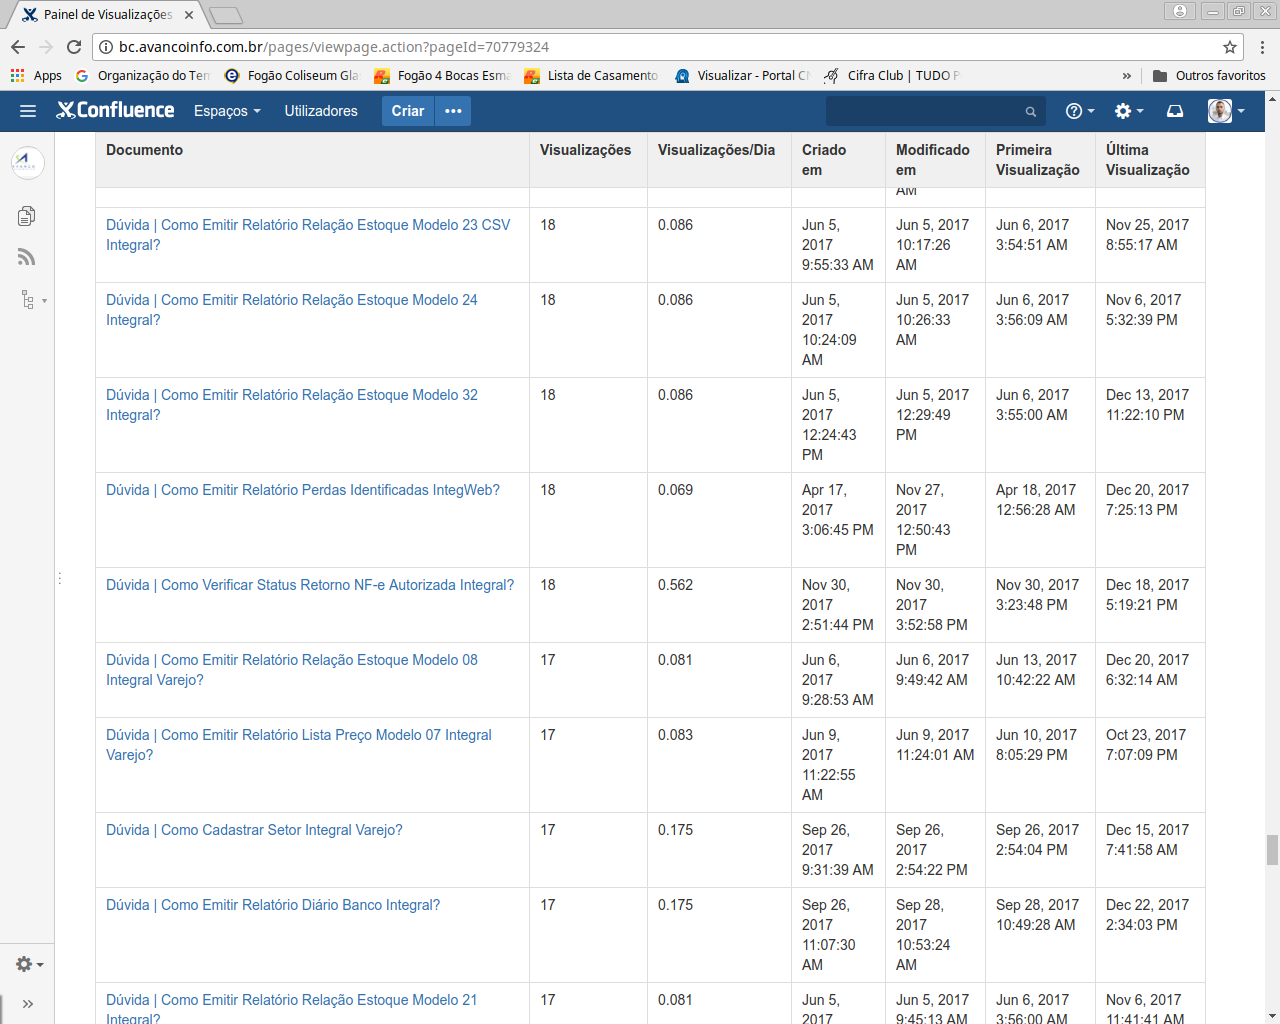 Painel de Visualizações
bc.avancoinfo.com.br/pages/viewpage.action?pageId=70779324
Apps Organização do Ter Fogão Coliseum Gla Fogão 4 Bocas Esma Lista de Casamento Visualizar - Portal C Cifra Club | TUDO P » Outros favoritos
Confluence Espaços Utilizadores Criar •••
Documento Visualizações Visualizações/Dia Criado em Modificado em Primeira Visualização Última Visualização
AM
Dúvida | Como Emitir Relatório Relação Estoque Modelo 23 CSV 18 0.086 Jun 5, Jun 5, 2017 Jun 6, 2017 Nov 25, 2017
Integral? 2017 10:17:26 3:54:51 AM 8:55:17 AM
9:55:33 AM AM
Dúvida | Como Emitir Relatório Relação Estoque Modelo 24 18 0.086 Jun 5, Jun 5, 2017 Jun 6, 2017 Nov 6, 2017
Integral? 2017 10:26:33 3:56:09 AM 5:32:39 PM
10:24:09 AM
AM
Dúvida | Como Emitir Relatório Relação Estoque Modelo 32 18 0.086 Jun 5, Jun 5, 2017 Jun 6, 2017 Dec 13, 2017
Integral? 2017 12:29:49 3:55:00 AM 11:22:10 PM
12:24:43 PM
PM
Dúvida | Como Emitir Relatório Perdas Identificadas IntegWeb? 18 0.069 Apr 17, Nov 27, Apr 18, 2017 Dec 20, 2017
2017 2017 12:56:28 AM 7:25:13 PM
3:06:45 PM 12:50:43
PM
Dúvida | Como Verificar Status Retorno NF-e Autorizada Integral? 18 0.562 Nov 30, Nov 30, Nov 30, 2017 Dec 18, 2017
2017 2017 3:23:48 PM 5:19:21 PM
2:51:44 PM 3:52:58 PM
Dúvida | Como Emitir Relatório Relação Estoque Modelo 08 17 0.081 Jun 6, Jun 6, 2017 Jun 13, 2017 Dec 20, 2017
Integral Varejo? 2017 9:49:42 AM 10:42:22 AM 6:32:14 AM
9:28:53 AM
Dúvida | Como Emitir Relatório Lista Preço Modelo 07 Integral 17 0.083 Jun 9, Jun 9, 2017 Jun 10, 2017 Oct 23, 2017
Varejo? 2017 11:24:01 AM 8:05:29 PM 7:07:09 PM
11:22:55
AM
Dúvida | Como Cadastrar Setor Integral Varejo? 17 0.175 Sep 26, Sep 26, Sep 26, 2017 Dec 15, 2017
2017 2017 2:54:04 PM 7:41:58 AM
9:31:39 AM 2:54:22 PM
Dúvida | Como Emitir Relatório Diário Banco Integral? 17 0.175 Sep 26, Sep 28, Sep 28, 2017 Dec 22, 2017
2017 2017 10:49:28 AM 2:34:03 PM
11:07:30 10:53:24
AM AM
Dúvida | Como Emitir Relatório Relação Estoque Modelo 21 17 0.081 Jun 5, Jun 5, 2017 Jun 6, 2017 Nov 6, 2017
Integral? 2017 9:45:13 AM 3:56:00 AM 11:41:41 AM